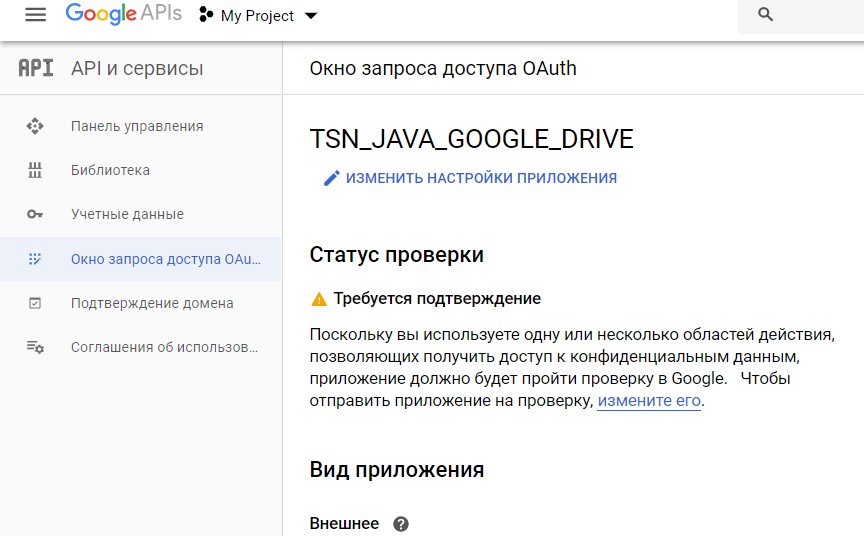 Google APIs My Project
API API и сервисы
Окно запроса доступа OAuth
Панель управления
Библиотека
Учетные данные
Окно запроса доступа OAu...
Подтверждение домена
Соглашения об использов...
TSN_JAVA_GOOGLE_DRIVE
ИЗМЕНИТЬ НАСТРОЙКИ ПРИЛОЖЕНИЯ
Статус проверки
Требуется подтверждение
Поскольку вы используете одну или несколько областей действия,
позволяющих получить доступ к конфиденциальным данным,
приложение должно будет пройти проверку в Google. Чтобы
отправить приложение на проверку, измените его.
Вид приложения
Внешнее ?